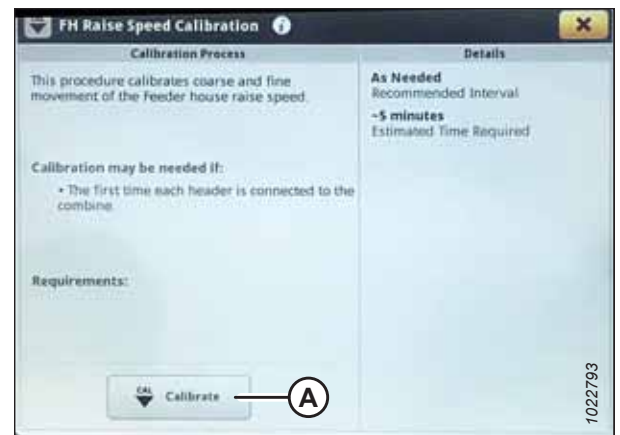 FH Raise Speed Calibration
Calibration Process
Details
This procedure calibrates coarse and fine
movement of the Feeder house raise speed.
As Needed
Recommended Interval
~5 minutes
Estimated Time Required
Calibration may be needed if:
• The first time each header is connected to the
combine.
Requirements:
CAL
Calibrate
A
1022793